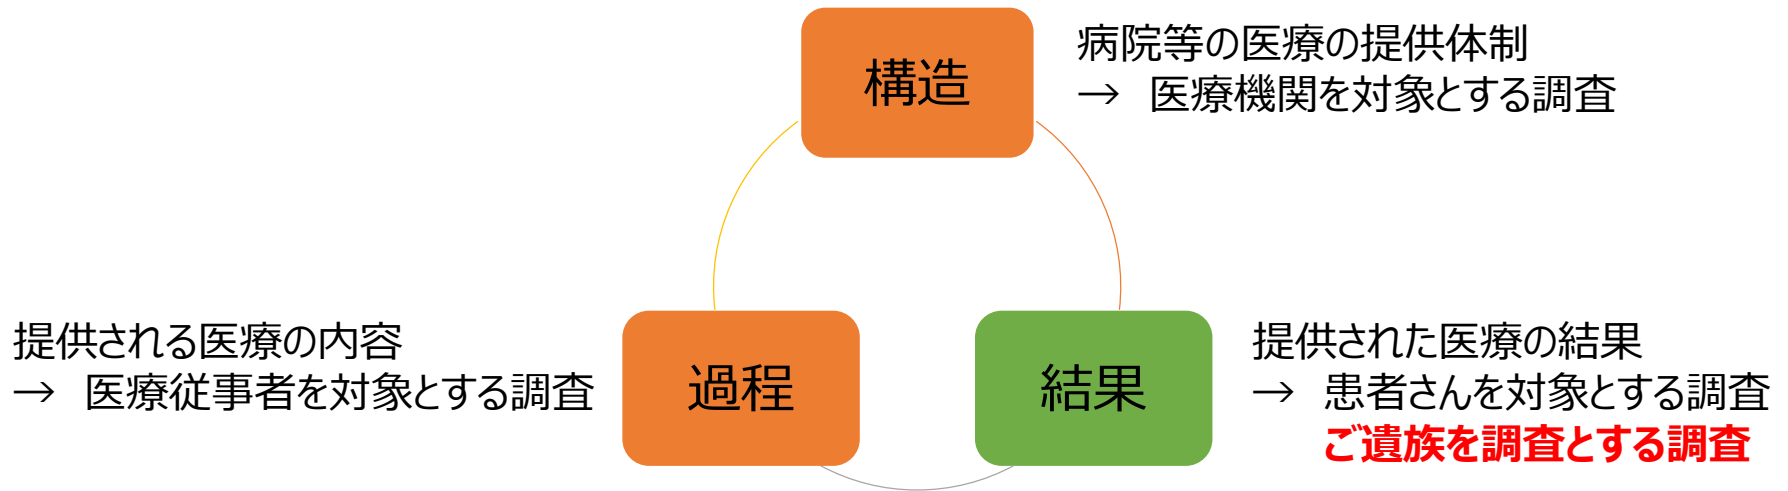 構造
病院等の医療の提供体制
→ 医療機関を対象とする調査
過程
提供される医療の内容
→ 医療従事者を対象とする調査
結果
提供された医療の結果
→ 患者さんを対象とする調査
ご遺族を調査とする調査